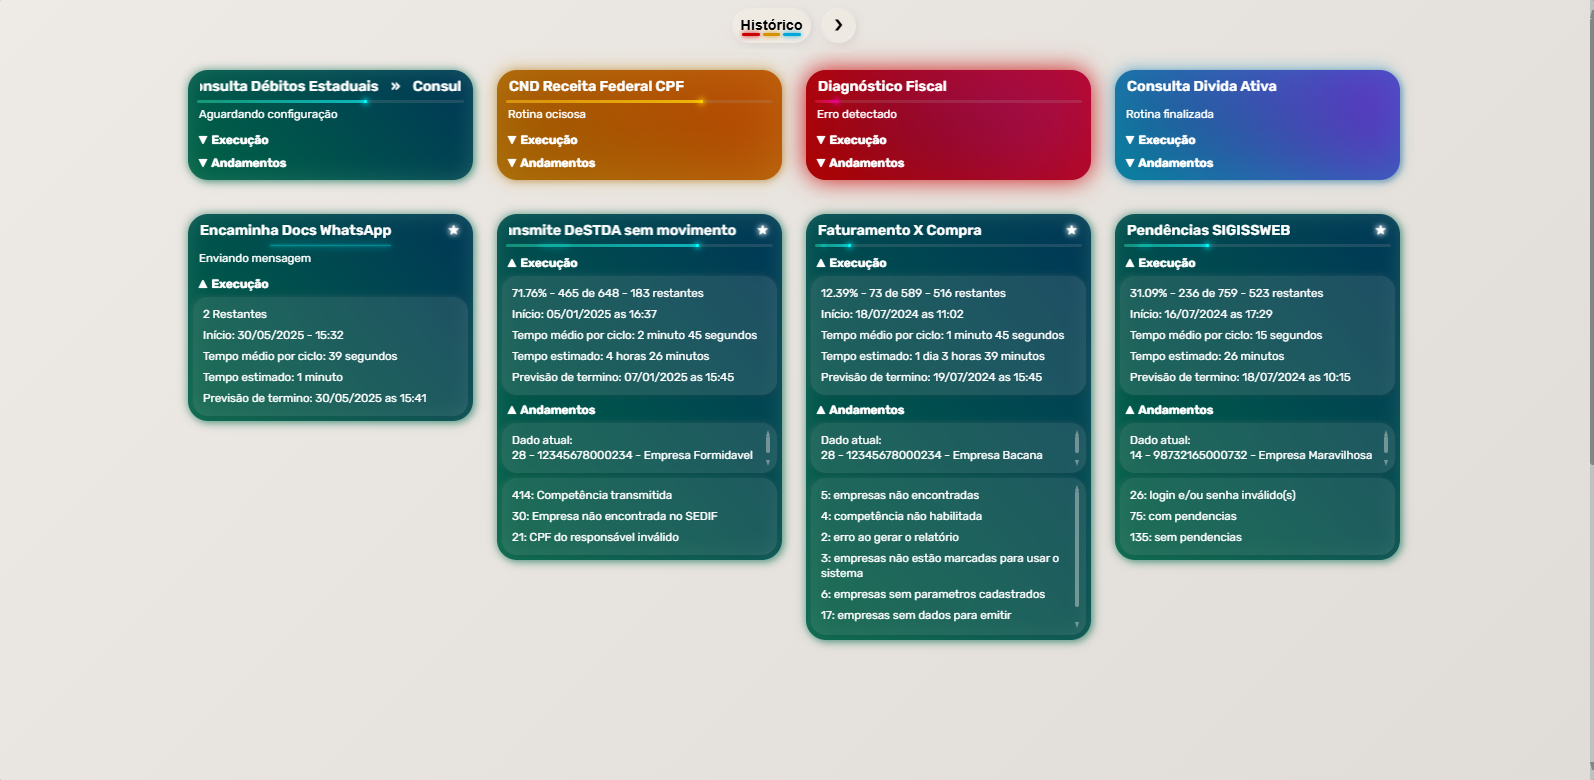 Histórico
nsulta Débitos Estaduais » Consul
Aguardando configuração
▼ Execução
▼ Andamentos
CND Receita Federal CPF
Rotina ocisosa
▼ Execução
▼ Andamentos
Diagnóstico Fiscal
Erro detectado
▼ Execução
▼ Andamentos
Consulta Divida Ativa
Rotina finalizada
▼ Execução
▼ Andamentos
Encaminha Docs WhatsApp ★
Enviando mensagem
▲ Execução
2 Restantes
Início: 30/05/2025 - 15:32
Tempo médio por ciclo: 39 segundos
Tempo estimado: 1 minuto
Previsão de termino: 30/05/2025 as 15:41
nsmite DeSTDA sem movimento ★
▲ Execução
71.76% - 465 de 648 - 183 restantes
Início: 05/01/2025 as 16:37
Tempo médio por ciclo: 2 minuto 45 segundos
Tempo estimado: 4 horas 26 minutos
Previsão de termino: 07/01/2025 as 15:45
▲ Andamentos
Dado atual:
28 - 12345678000234 - Empresa Formidavel
414: Competência transmitida
30: Empresa não encontrada no SEDIF
21: CPF do responsável inválido
Faturamento X Compra ★
▲ Execução
12.39% - 73 de 589 - 516 restantes
Início: 18/07/2024 as 11:02
Tempo médio por ciclo: 1 minuto 45 segundos
Tempo estimado: 1 dia 3 horas 39 minutos
Previsão de termino: 19/07/2024 as 15:45
▲ Andamentos
Dado atual:
28 - 12345678000234 - Empresa Bacana
5: empresas não encontradas
4: competência não habilitada
2: erro ao gerar o relatório
3: empresas não estão marcadas para usar o
sistema
6: empresas sem parametros cadastrados
17: empresas sem dados para emitir
Pendências SIGISSWEB ★
▲ Execução
31.09% - 236 de 759 - 523 restantes
Início: 16/07/2024 as 17:29
Tempo médio por ciclo: 15 segundos
Tempo estimado: 26 minutos
Previsão de termino: 18/07/2024 as 10:15
▲ Andamentos
Dado atual:
14 - 98732165000732 - Empresa Maravilhosa
26: login e/ou senha inválido(s)
75: com pendencias
135: sem pendencias